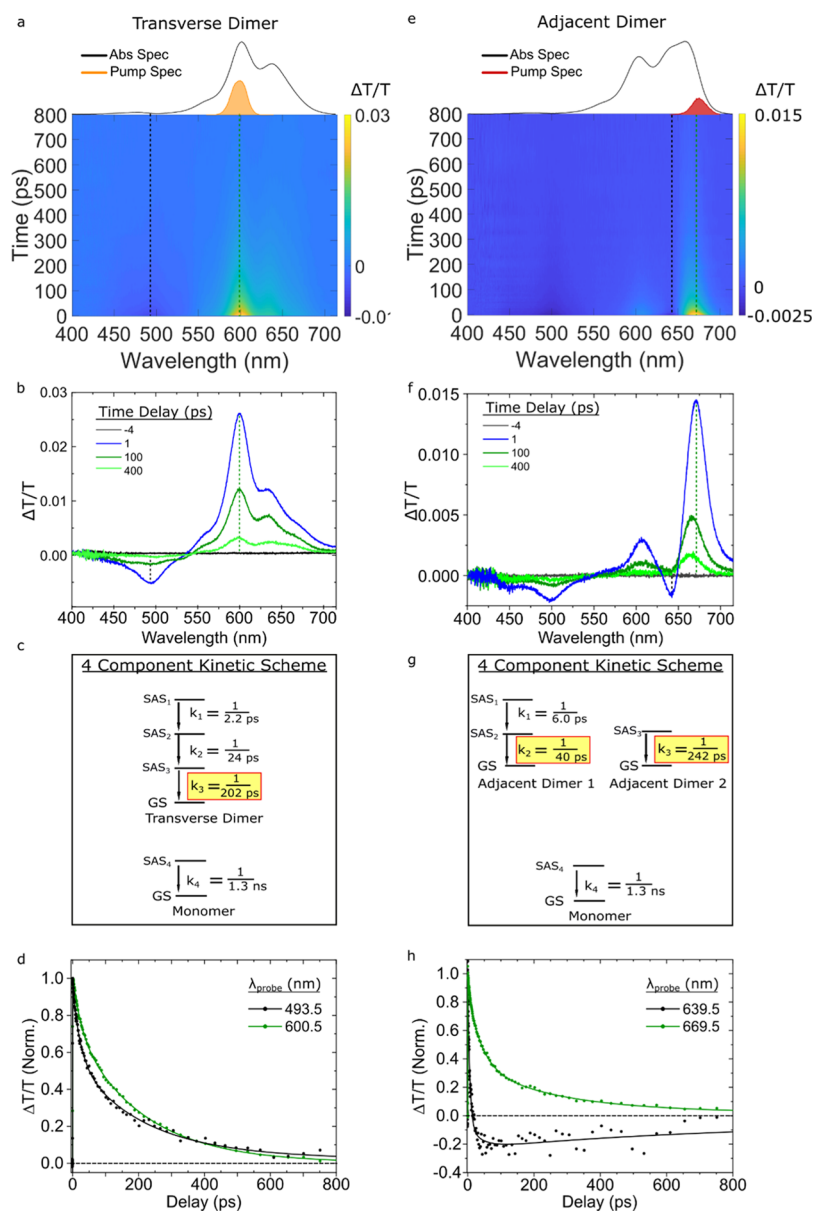 a
Transverse Dimer
Abs Spec
Pump Spec
ΔT/T
0.03
0
-0.0
800
700
600
500
400
300
200
100
0
Time (ps)
400 450 500 550 600 650 700
Wavelength (nm)
e
Adjacent Dimer
Abs Spec
Pump Spec
ΔT/T
0.015
0
-0.0025
800
700
600
500
400
300
200
100
0
Time (ps)
400 450 500 550 600 650 700
Wavelength (nm)
b
Time Delay (ps)
-4
1
100
400
0.03
0.02
0.01
0.00
ΔT/T
400 450 500 550 600 650 700
Wavelength (nm)
f
Time Delay (ps)
-4
1
100
400
0.015
0.010
0.005
0.000
ΔT/T
400 450 500 550 600 650 700
Wavelength (nm)
c
4 Component Kinetic Scheme
SAS₁
k₁ = 1/2.2 ps
SAS₂
k₂ = 1/24 ps
SAS₃
k₃ = 1/202 ps
GS
Transverse Dimer
SAS₄
k₄ = 1/1.3 ns
GS
Monomer
g
4 Component Kinetic Scheme
SAS₁
k₁ = 1/6.0 ps
SAS₂
k₂ = 1/40 ps
GS
Adjacent Dimer 1
SAS₃
k₃ = 1/242 ps
GS
Adjacent Dimer 2
SAS₄
k₄ = 1/1.3 ns
GS
Monomer
d
λprobe (nm)
493.5
600.5
1.0
0.8
0.6
0.4
0.2
0.0
ΔT/T (Norm.)
0 200 400 600 800
Delay (ps)
h
λprobe (nm)
639.5
669.5
1.0
0.8
0.6
0.4
0.2
0.0
-0.2
-0.4
ΔT/T (Norm.)
0 200 400 600 800
Delay (ps)